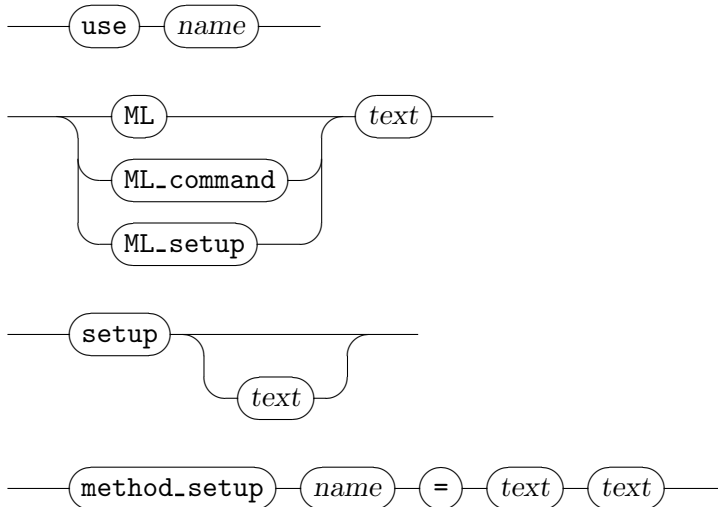 use name
ML text
ML_command
ML_setup
setup
text
method_setup name = text text